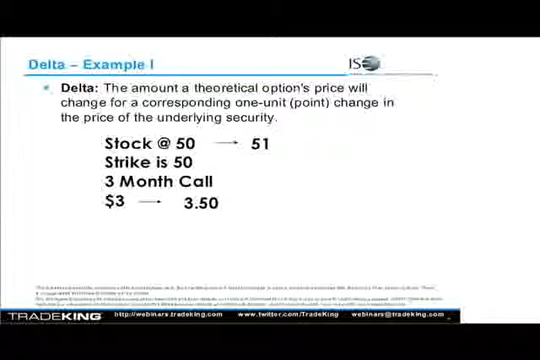 Delta – Example I
ISE
Delta: The amount a theoretical option's price will
change for a corresponding one-unit (point) change in
the price of the underlying security.
Stock @ 50 → 51
Strike is 50
3 Month Call
$3 → 3.50
TRADEKING http://webinars.tradeking.com www.twitter.com/TradeKing webinars@tradeking.com